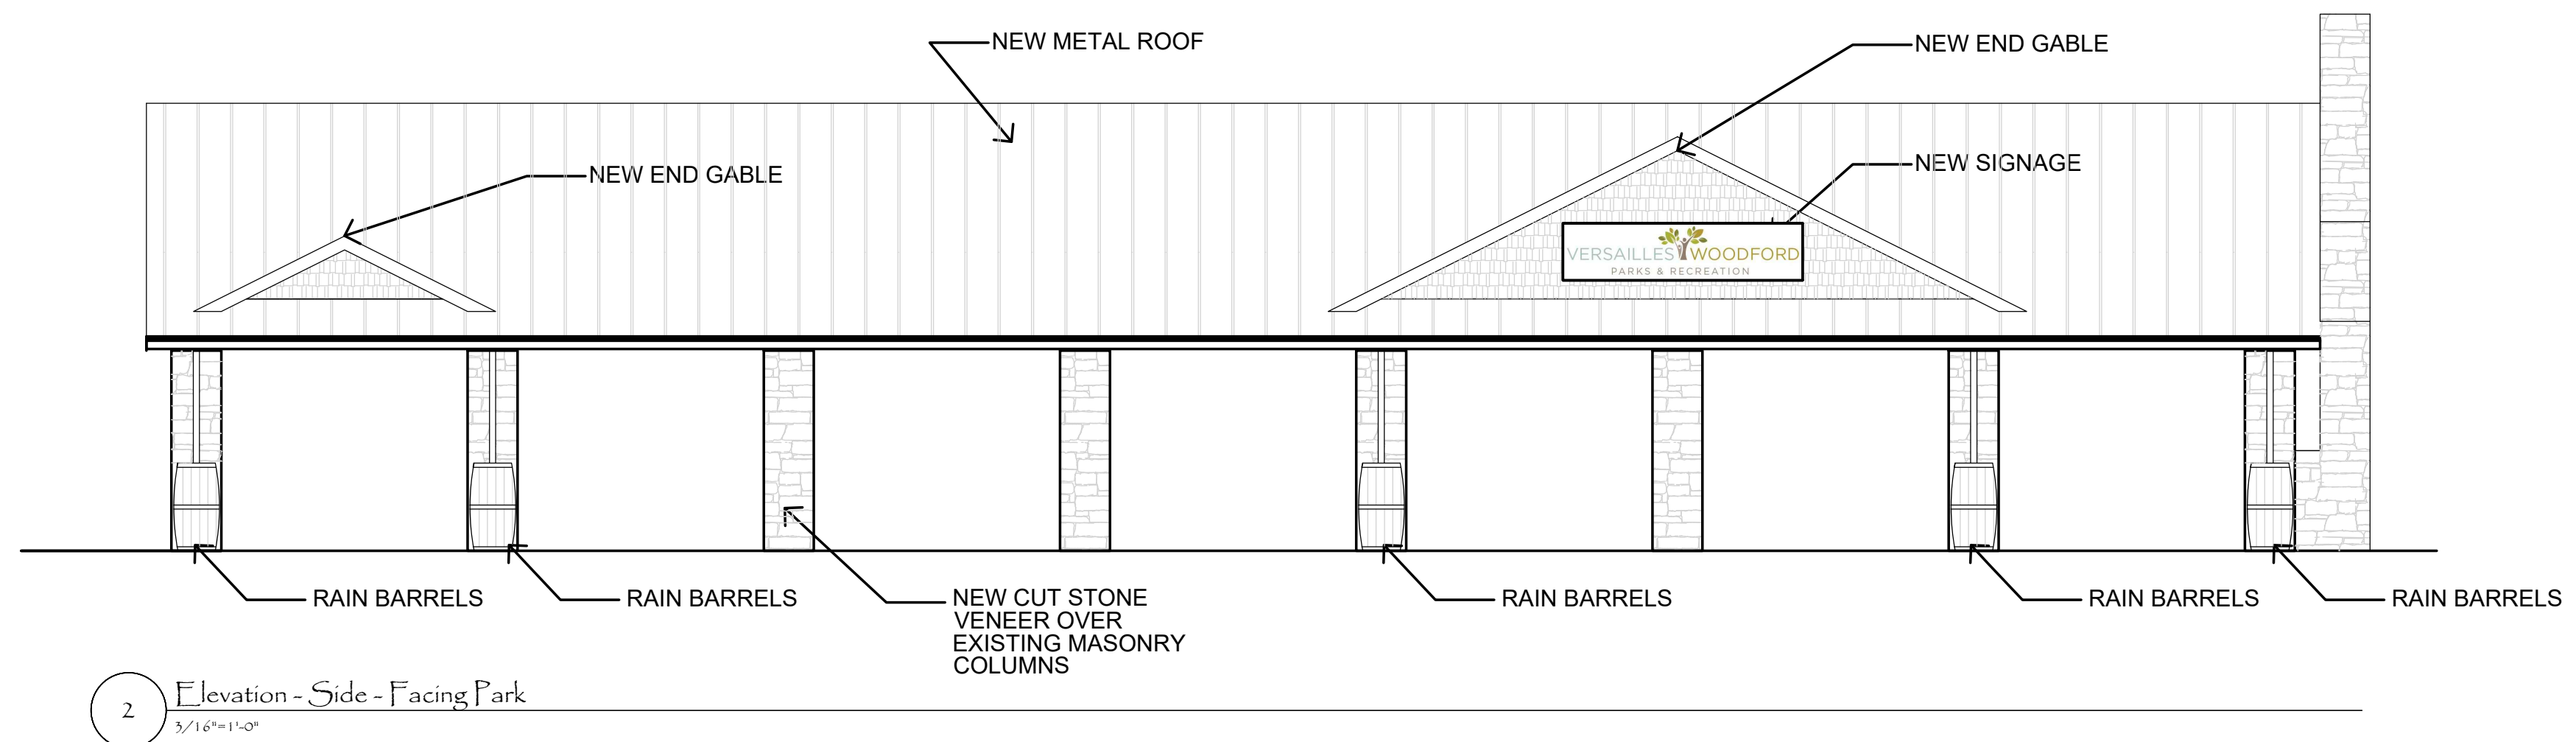 NEW METAL ROOF
NEW END GABLE
NEW SIGNAGE
NEW END GABLE
VERSAILLES WOODFORD
PARKS & RECREATION
RAIN BARRELS
RAIN BARRELS
NEW CUT STONE
VENEER OVER
EXISTING MASONRY
COLUMNS
RAIN BARRELS
RAIN BARRELS
RAIN BARRELS
2
Elevation - Side - Facing Park
3/16"=1'-0"